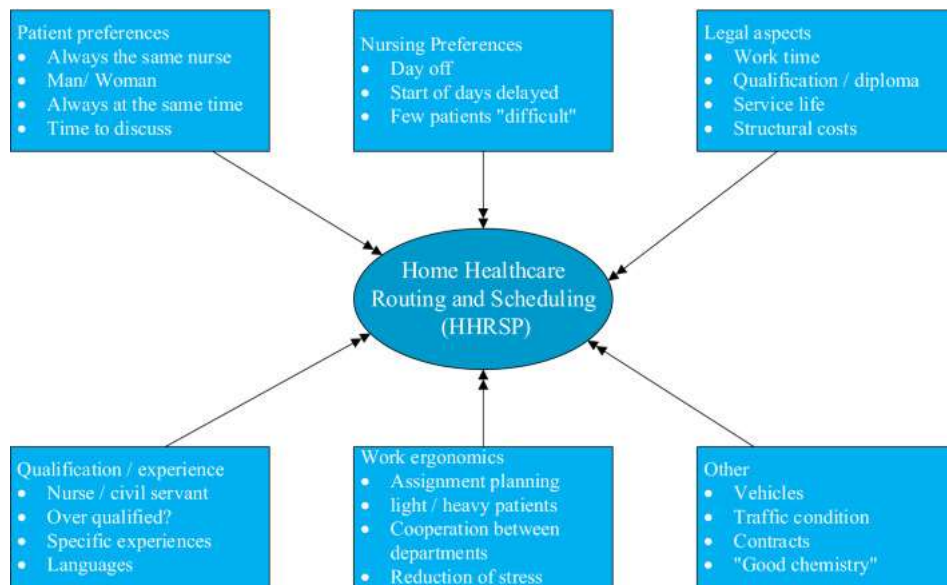 Patient preferences
• Always the same nurse
• Man/ Woman
• Always at the same time
• Time to discuss
Nursing Preferences
• Day off
• Start of days delayed
• Few patients "difficult"
Legal aspects
• Work time
• Qualification / diploma
• Service life
• Structural costs
Home Healthcare
Routing and Scheduling
(HHRSP)
Qualification / experience
• Nurse / civil servant
• Over qualified?
• Specific experiences
• Languages
Work ergonomics
• Assignment planning
• light / heavy patients
• Cooperation between
departments
• Reduction of stress
Other
• Vehicles
• Traffic condition
• Contracts
• "Good chemistry"